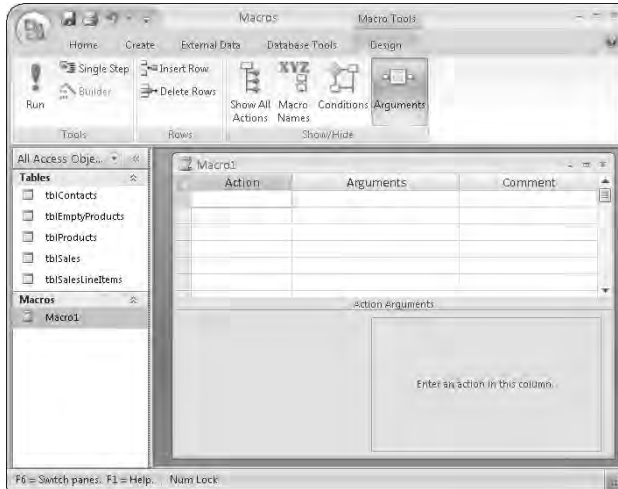 Macros
Macro Tools
Home Create External Data Database Tools Design
Run
Single Step
Builder
Tools
Insert Row
Delete Rows
Rows
Show All Actions
XYZ
Macro Names
Conditions
Arguments
Show/Hide
All Access Obje...
Tables
tblContacts
tblEmptyProducts
tblProducts
tblSales
tblSalesLineItems
Macros
Macro1
Macro1
Action Arguments Comment
Action Arguments
Enter an action in this column.
F6 = Switch panes. F1 = Help. Num Lock